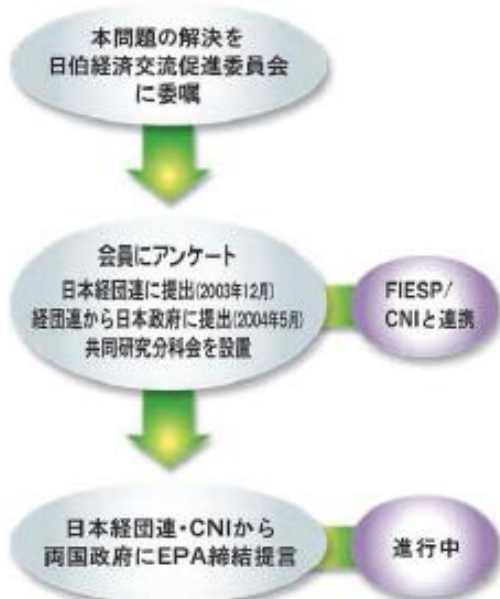 本問題の解決を
日伯経済交流促進委員会
に委嘱
会員にアンケート
日本経団連に提出(2003年12月)
経団連から日本政府に提出(2004年5月)
共同研究分科会を設置
FIESP/
CNIと連携
日本経団連・CNIから
両国政府にEPA締結提言
進行中